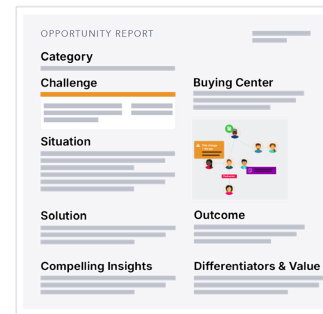 OPPORTUNITY REPORT
Category
Challenge
Buying Center
Situation
Solution
Outcome
Compelling Insights
Differentiators & Value